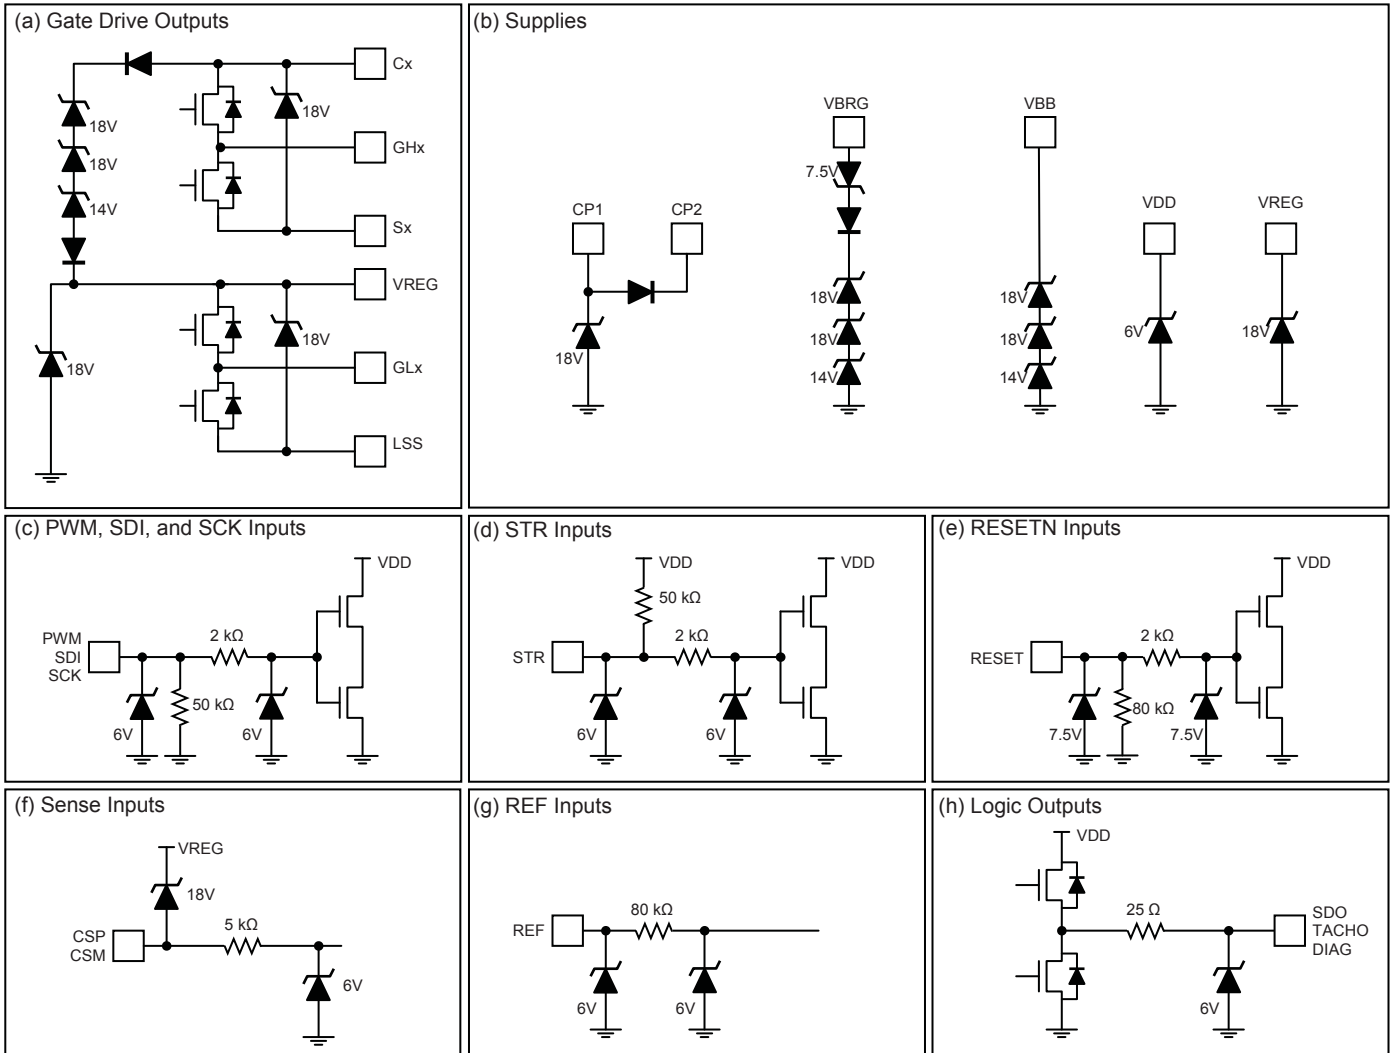 (a) Gate Drive Outputs
Cx
18V
18V
GHx
18V
14V
Sx
VREG
18V
18V
GLx
LSS
(b) Supplies
VBRG
VBB
7.5V
CP1
CP2
VDD
VREG
18V
18V
18V
18V
6V
18V
18V
14V
14V
(c) PWM, SDI, and SCK Inputs
VDD
PWM
SDI
SCK
2 kΩ
50 kΩ
6V
6V
(d) STR Inputs
VDD
VDD
50 kΩ
2 kΩ
STR
6V
6V
(e) RESETN Inputs
VDD
2 kΩ
RESET
80 kΩ
7.5V
7.5V
(f) Sense Inputs
VREG
18V
5 kΩ
CSP
CSM
6V
(g) REF Inputs
80 kΩ
REF
6V
6V
(h) Logic Outputs
VDD
25 Ω
SDO
TACHO
DIAG
6V